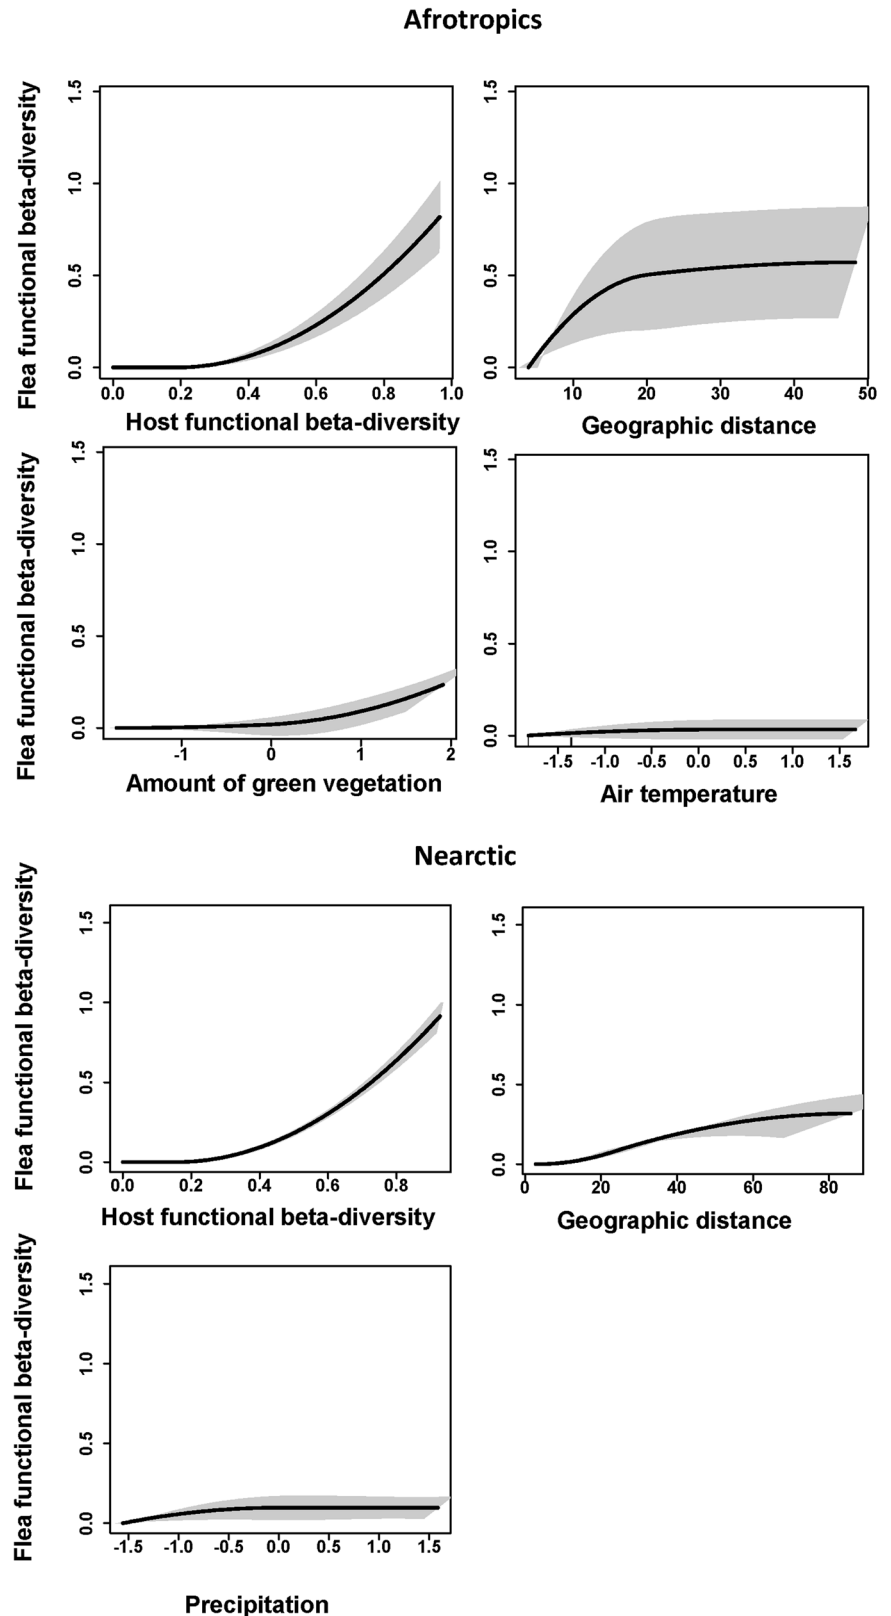 Afrotropics
Flea functional beta-diversity
1.5
1.0
0.5
0.0
0.0 0.2 0.4 0.6 0.8 1.0
Host functional beta-diversity
1.5
1.0
0.5
0.0
10 20 30 40 50
Geographic distance
Flea functional beta-diversity
1.5
1.0
0.5
0.0
-1 0 1 2
Amount of green vegetation
1.5
1.0
0.5
0.0
-1.5 -1.0 -0.5 0.0 0.5 1.0 1.5
Air temperature
Nearctic
Flea functional beta-diversity
1.5
1.0
0.5
0.0
0.0 0.2 0.4 0.6 0.8
Host functional beta-diversity
1.5
1.0
0.5
0.0
0 20 40 60 80
Geographic distance
Flea functional beta-diversity
1.5
1.0
0.5
0.0
-1.5 -1.0 -0.5 0.0 0.5 1.0 1.5
Precipitation